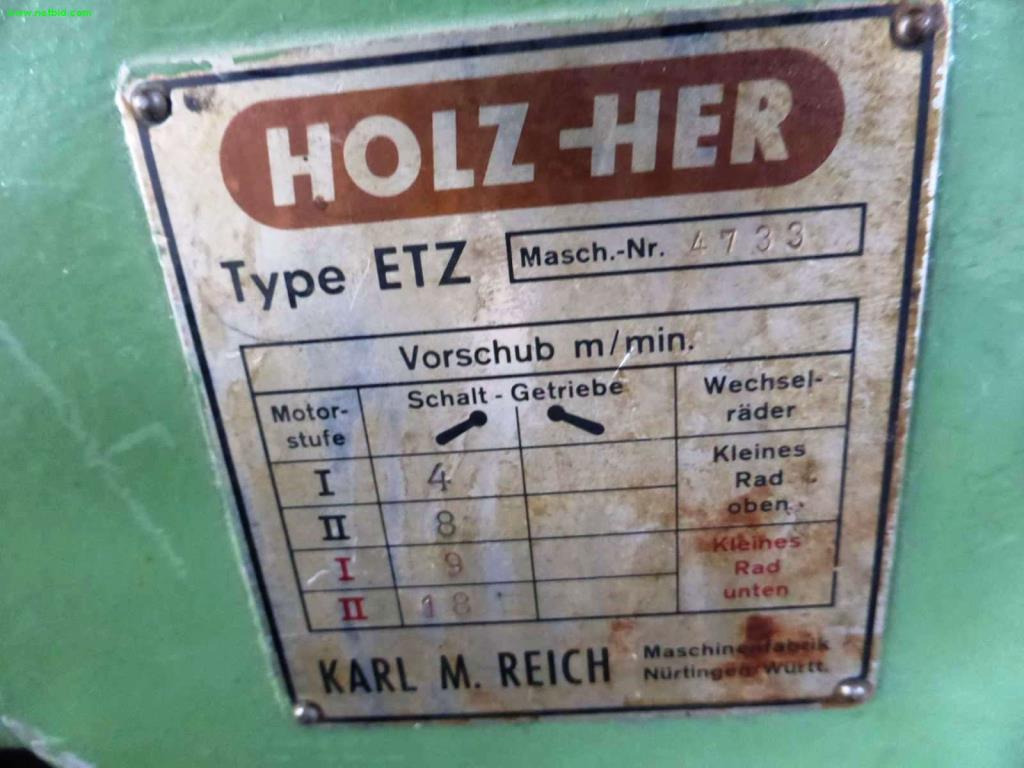 www.netbid.com
HOLZ-HER
Type ETZ Masch.-Nr. 4733
Vorschub m/min.
Motor-
stufe
Schalt - Getriebe
Wechsel-
räder
I 4
II 8
Kleines
Rad
oben
I 9
II 18
Kleines
Rad
unten
KARL M. REICH
Maschinenfabrik
Nürtingen Württ.